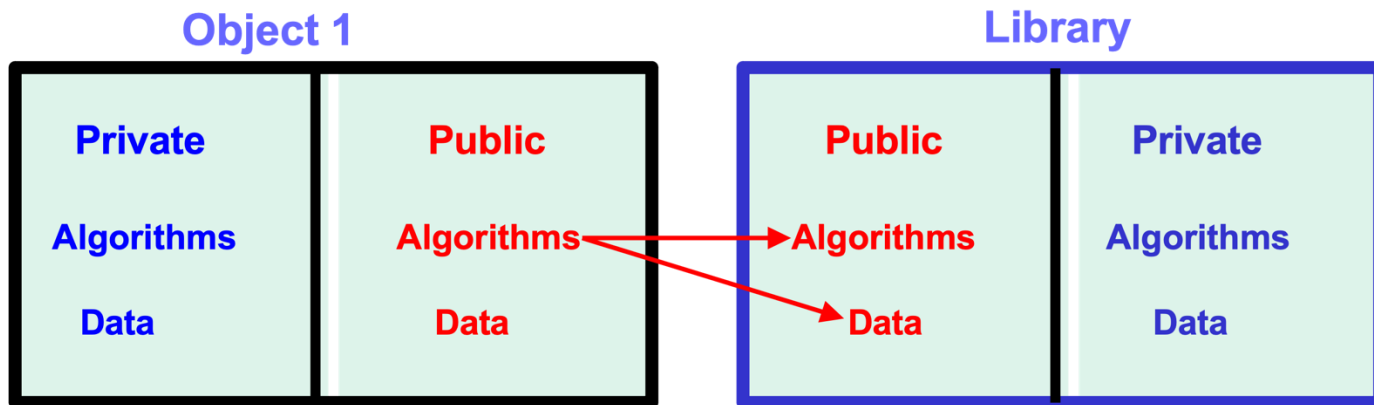 Object 1
Library
Private
Public
Public
Private
Algorithms
Algorithms
Algorithms
Algorithms
Data
Data
Data
Data